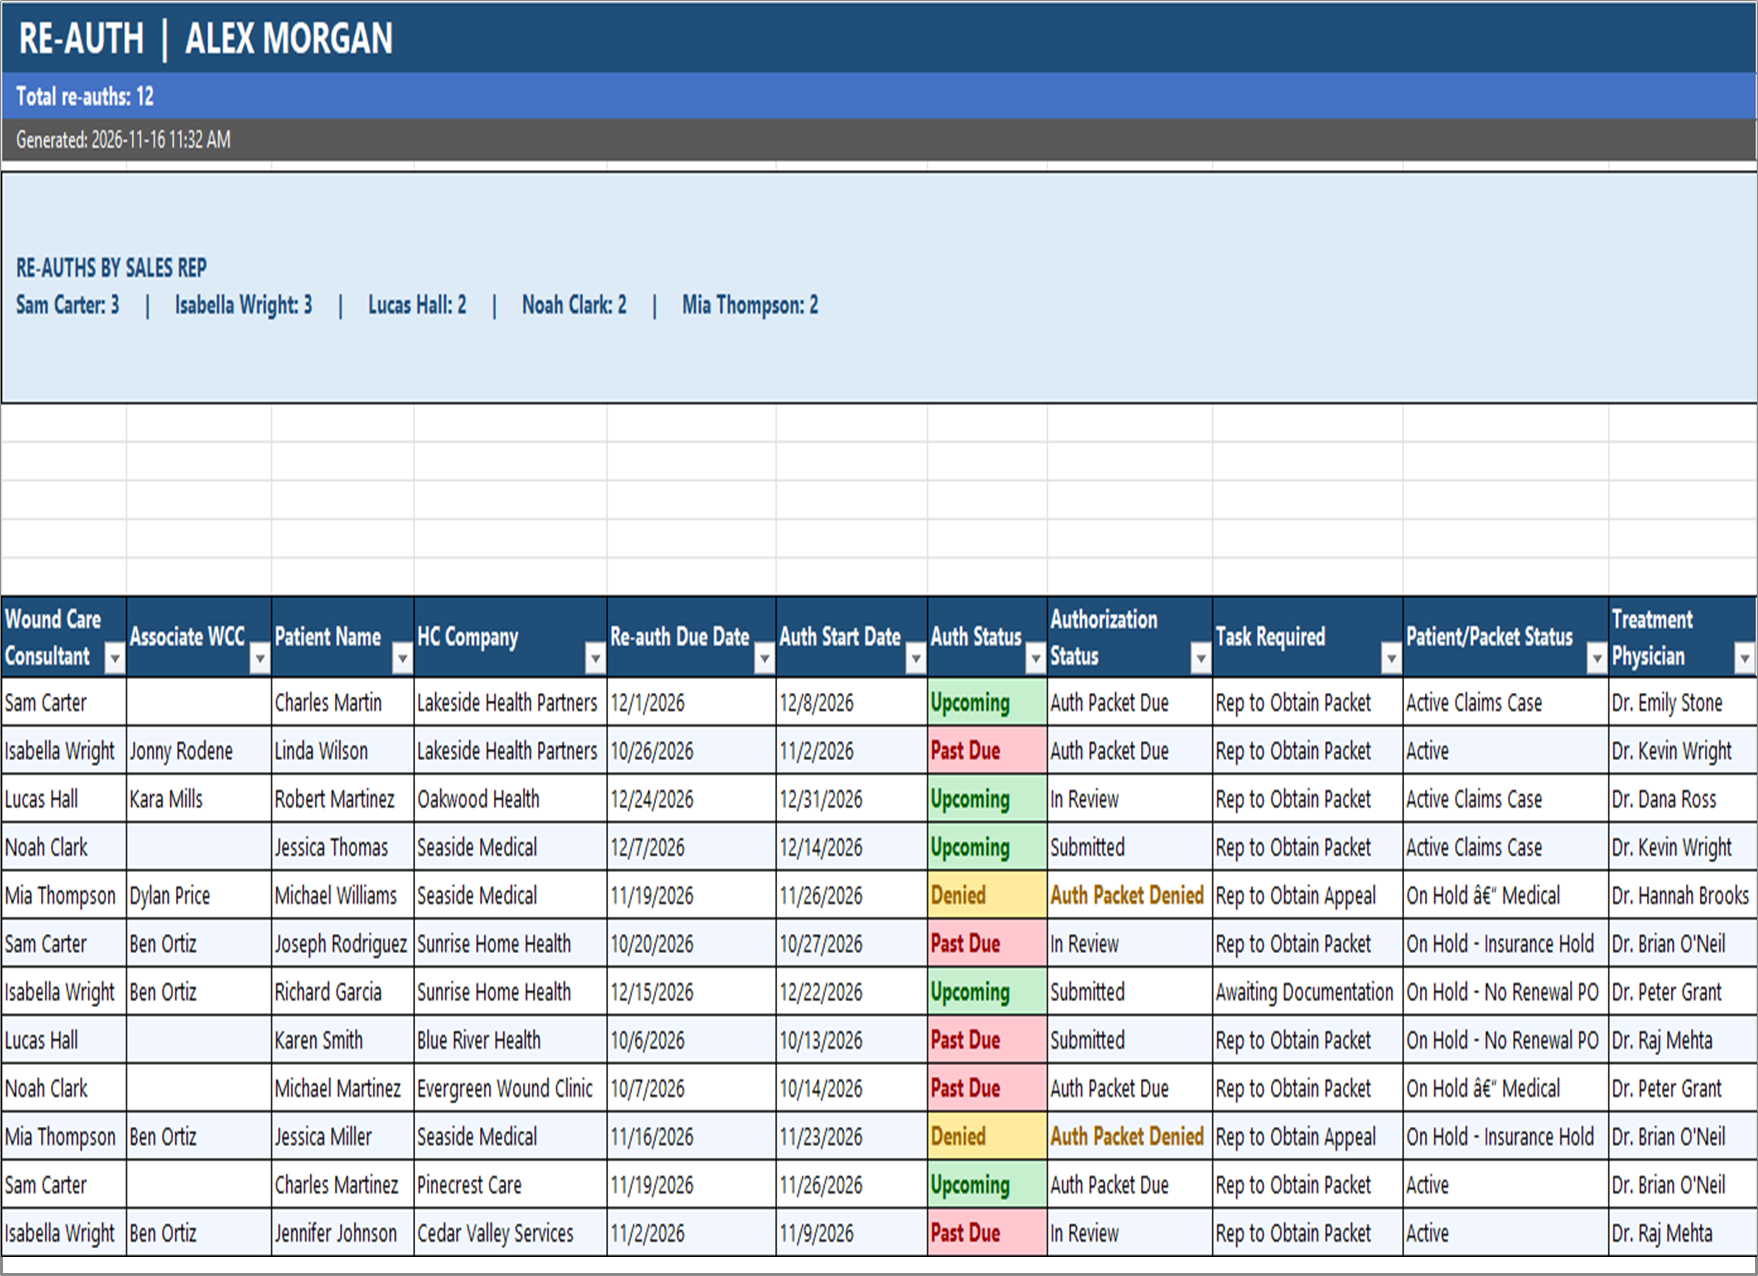 RE-AUTH | ALEX MORGAN
Total re-auths: 12
Generated: 2026-11-16 11:32 AM
RE-AUTHS BY SALES REP
Sam Carter: 3 | Isabella Wright: 3 | Lucas Hall: 2 | Noah Clark: 2 | Mia Thompson: 2
Wound Care Consultant Associate WCC Patient Name HC Company Re-auth Due Date Auth Start Date Auth Status Authorization Status Task Required Patient/Packet Status Treatment Physician
Sam Carter Charles Martin Lakeside Health Partners 12/1/2026 12/8/2026 Upcoming Auth Packet Due Rep to Obtain Packet Active Claims Case Dr. Emily Stone
Isabella Wright Jonny Rodene Linda Wilson Lakeside Health Partners 10/26/2026 11/2/2026 Past Due Auth Packet Due Rep to Obtain Packet Active Dr. Kevin Wright
Lucas Hall Kara Mills Robert Martinez Oakwood Health 12/24/2026 12/31/2026 Upcoming In Review Rep to Obtain Packet Active Claims Case Dr. Dana Ross
Noah Clark Jessica Thomas Seaside Medical 12/7/2026 12/14/2026 Upcoming Submitted Rep to Obtain Packet Active Claims Case Dr. Kevin Wright
Mia Thompson Dylan Price Michael Williams Seaside Medical 11/19/2026 11/26/2026 Denied Auth Packet Denied Rep to Obtain Appeal On Hold â€“ Medical Dr. Hannah Brooks
Sam Carter Ben Ortiz Joseph Rodriguez Sunrise Home Health 10/20/2026 10/27/2026 Past Due In Review Rep to Obtain Packet On Hold - Insurance Hold Dr. Brian O'Neil
Isabella Wright Ben Ortiz Richard Garcia Sunrise Home Health 12/15/2026 12/22/2026 Upcoming Submitted Awaiting Documentation On Hold - No Renewal PO Dr. Peter Grant
Lucas Hall Karen Smith Blue River Health 10/6/2026 10/13/2026 Past Due Submitted Rep to Obtain Packet On Hold - No Renewal PO Dr. Raj Mehta
Noah Clark Michael Martinez Evergreen Wound Clinic 10/7/2026 10/14/2026 Past Due Auth Packet Due Rep to Obtain Packet On Hold â€“ Medical Dr. Peter Grant
Mia Thompson Ben Ortiz Jessica Miller Seaside Medical 11/16/2026 11/23/2026 Denied Auth Packet Denied Rep to Obtain Appeal On Hold - Insurance Hold Dr. Brian O'Neil
Sam Carter Charles Martinez Pinecrest Care 11/19/2026 11/26/2026 Upcoming Auth Packet Due Rep to Obtain Packet Active Dr. Brian O'Neil
Isabella Wright Ben Ortiz Jennifer Johnson Cedar Valley Services 11/2/2026 11/9/2026 Past Due In Review Rep to Obtain Packet Active Dr. Raj Mehta